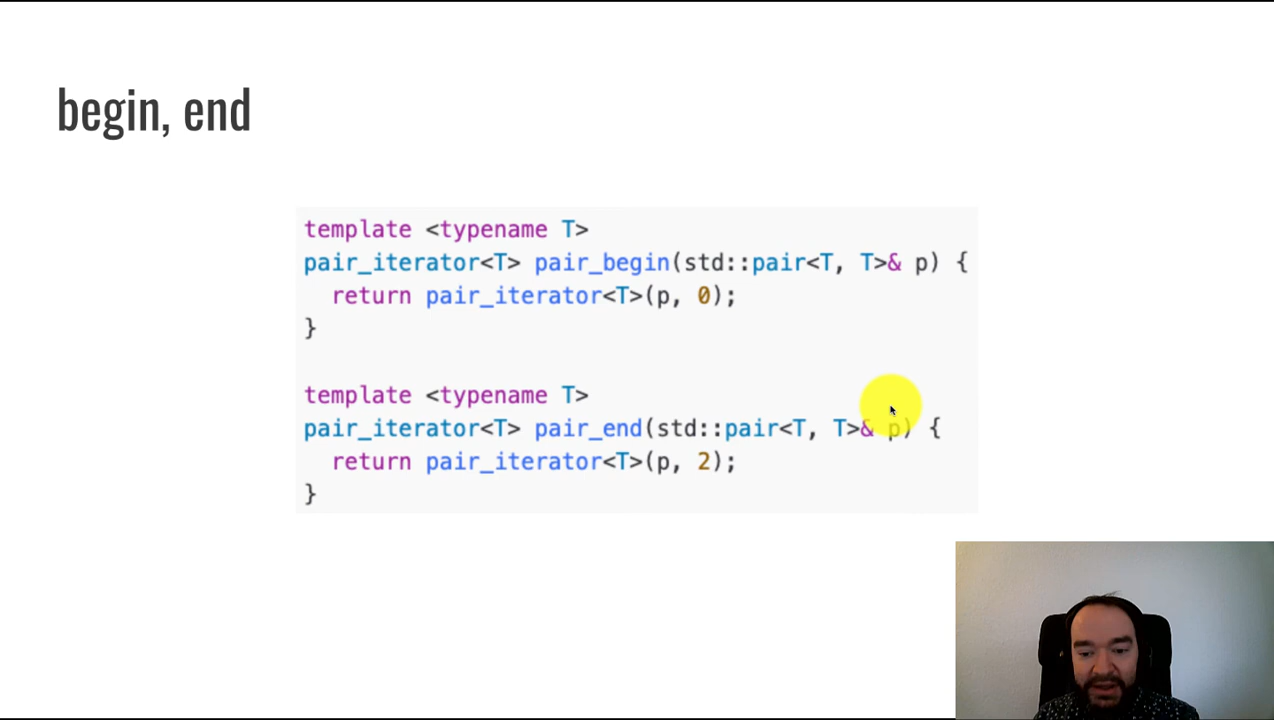 begin, end
template <typename T>
pair_iterator<T> pair_begin(std::pair<T, T>& p) {
  return pair_iterator<T>(p, 0);
}
template <typename T>
pair_iterator<T> pair_end(std::pair<T, T>& p) {
  return pair_iterator<T>(p, 2);
}